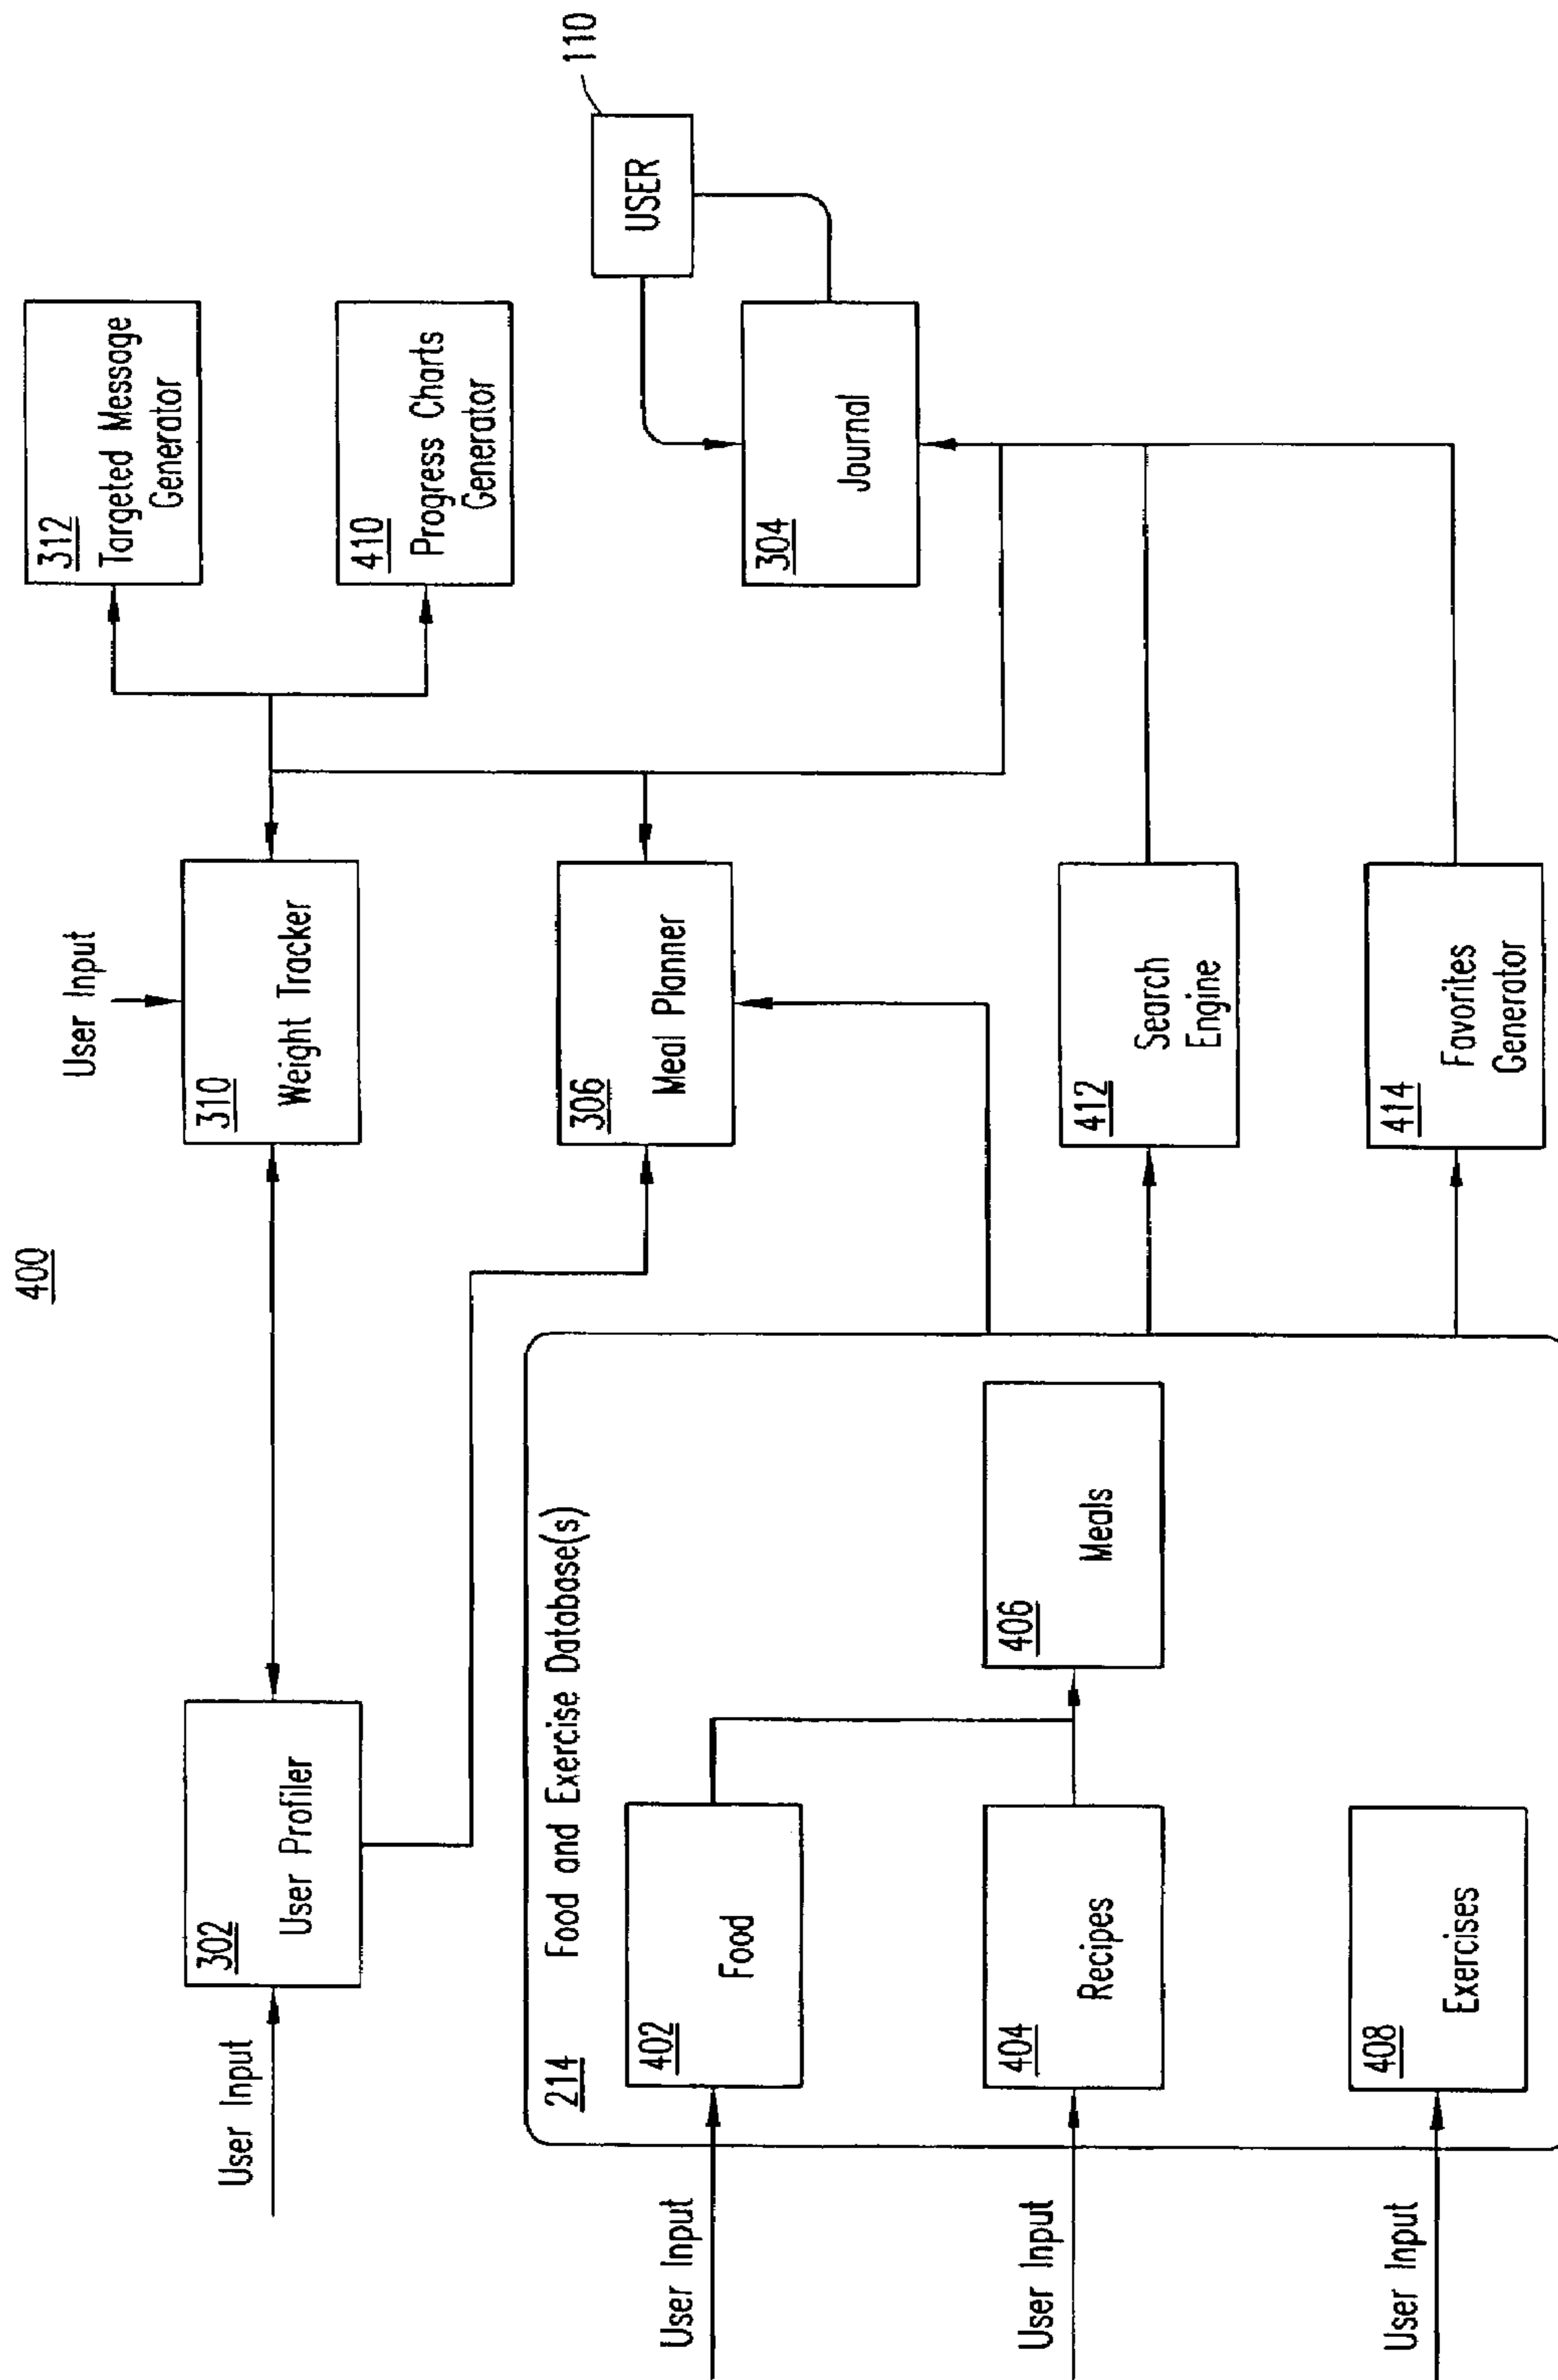 400
User Input
302
User Profiler
User Input
310
Weight Tracker
312
Targeted Message
Generator
410
Progress Charts
Generator
110
USER
304
Journal
306
Meal Planner
412
Search
Engine
414
Favorites
Generator
214
Food and Exercise Database(s)
User Input
402
Food
User Input
404
Recipes
406
Meals
User Input
408
Exercises